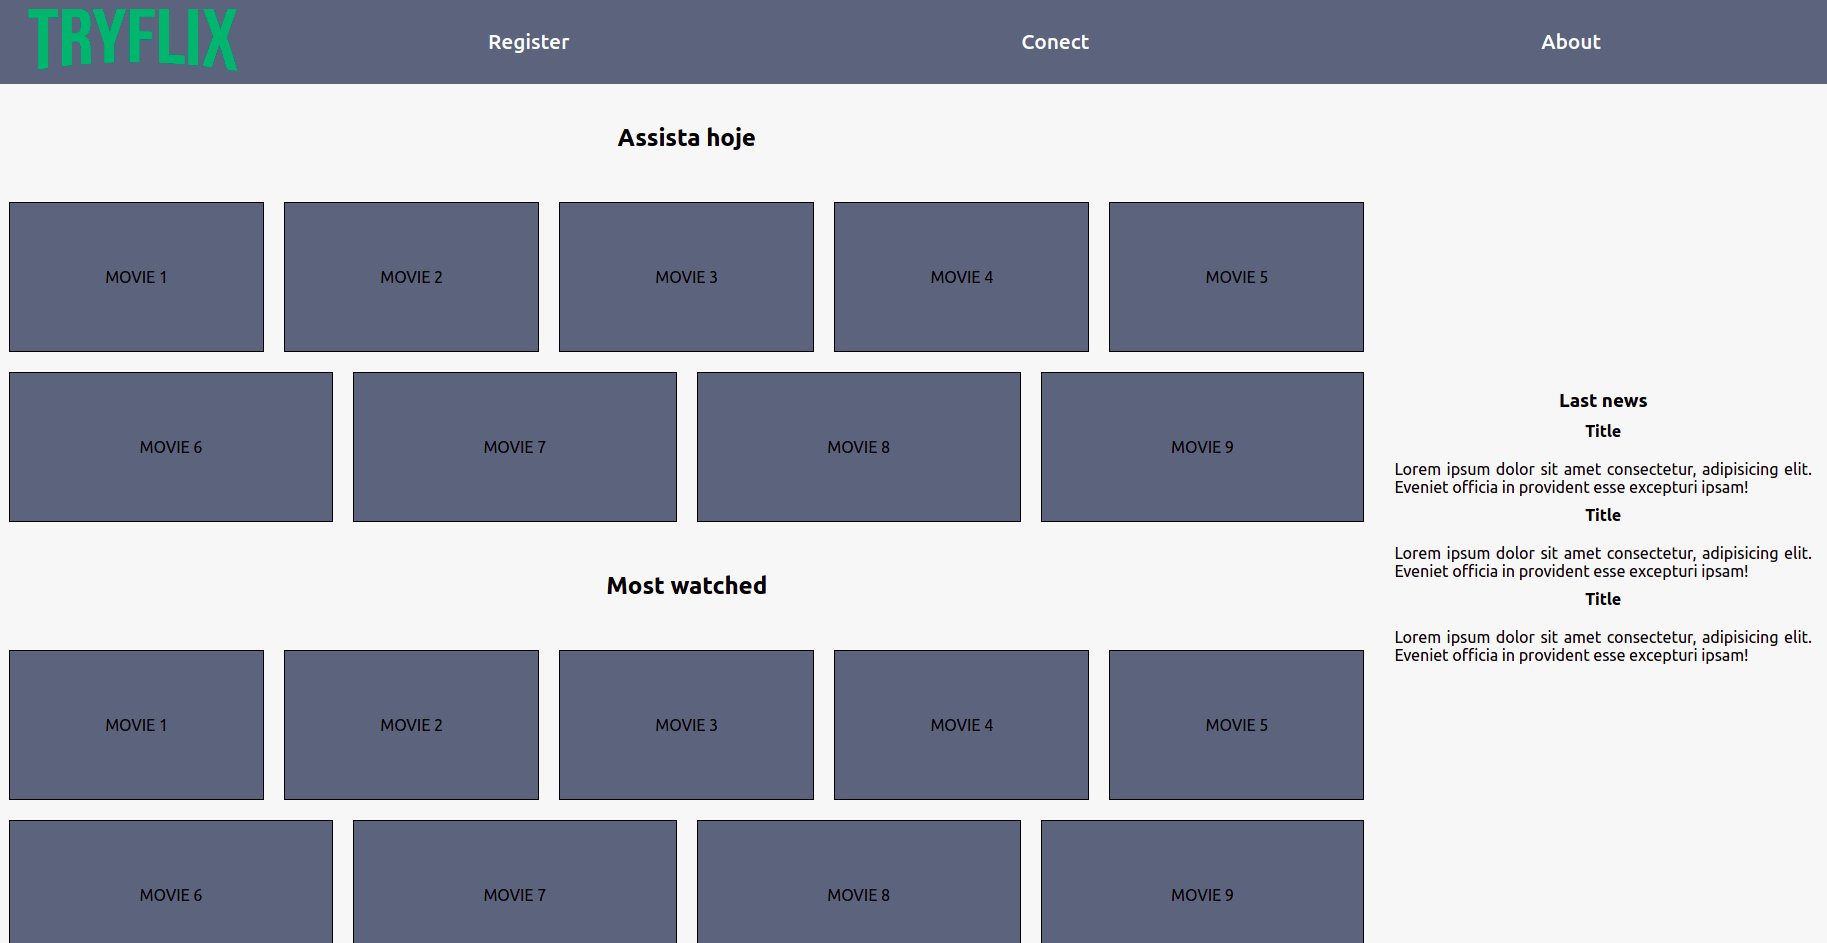 TRYFLIX
Register
Conect
About
Assista hoje
MOVIE 1
MOVIE 2
MOVIE 3
MOVIE 4
MOVIE 5
MOVIE 6
MOVIE 7
MOVIE 8
MOVIE 9
Most watched
MOVIE 1
MOVIE 2
MOVIE 3
MOVIE 4
MOVIE 5
MOVIE 6
MOVIE 7
MOVIE 8
MOVIE 9
Last news
Title
Lorem ipsum dolor sit amet consectetur, adipisicing elit.
Eveniet officia in provident esse excepturi ipsam!
Title
Lorem ipsum dolor sit amet consectetur, adipisicing elit.
Eveniet officia in provident esse excepturi ipsam!
Title
Lorem ipsum dolor sit amet consectetur, adipisicing elit.
Eveniet officia in provident esse excepturi ipsam!